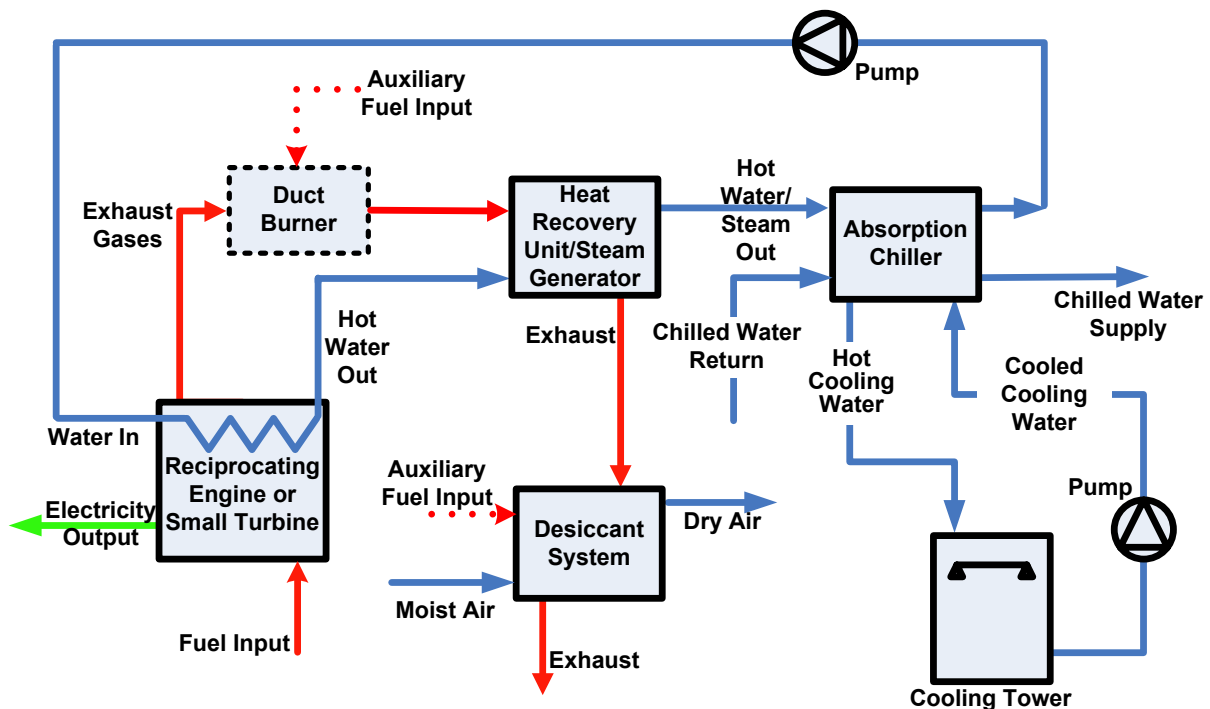 Pump
Auxiliary
Fuel Input
Duct
Burner
Exhaust
Gases
Heat
Recovery
Unit/Steam
Generator
Hot
Water/
Steam
Out
Absorption
Chiller
Chilled Water
Supply
Hot
Water
Out
Exhaust
Chilled Water
Return
Hot
Cooling
Water
Cooled
Cooling
Water
Water In
Reciprocating
Engine or
Small Turbine
Electricity
Output
Fuel Input
Auxiliary
Fuel Input
Desiccant
System
Dry Air
Moist Air
Exhaust
Pump
Cooling Tower